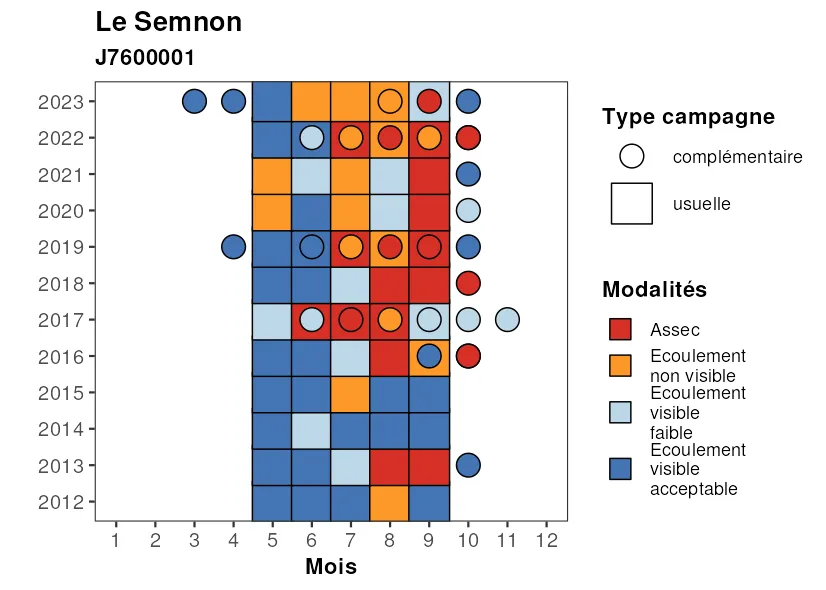 Le Semnon
J7600001
2023
2022
2021
2020
2019
2018
2017
2016
2015
2014
2013
2012
1 2 3 4 5 6 7 8 9 10 11 12
Mois
Type campagne
complémentaire
usuelle
Modalités
Assec
Ecoulement
non visible
Ecoulement
visible
faible
Ecoulement
visible
acceptable